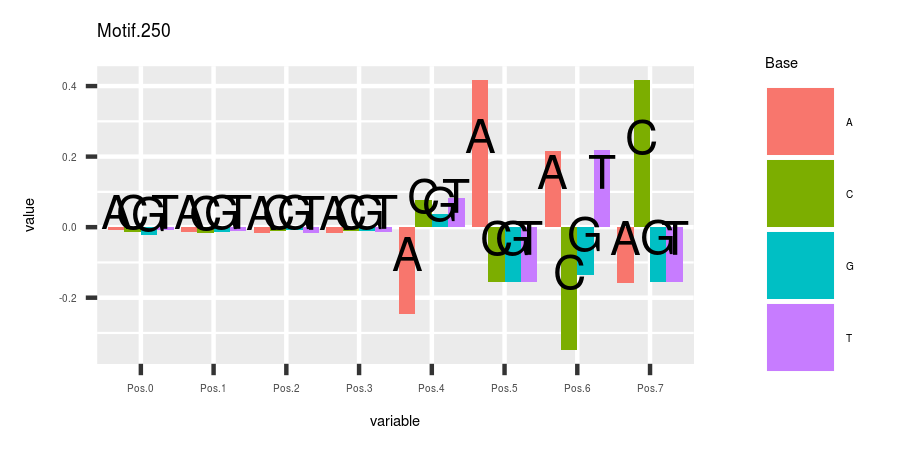 Motif.250
Base
0.4
0.2
0.0
-0.2
value
A C G T A C G T A C G T A C G T A C G T A C G T A C G T A C G T
A
C
G
T
Pos.0 Pos.1 Pos.2 Pos.3 Pos.4 Pos.5 Pos.6 Pos.7
variable